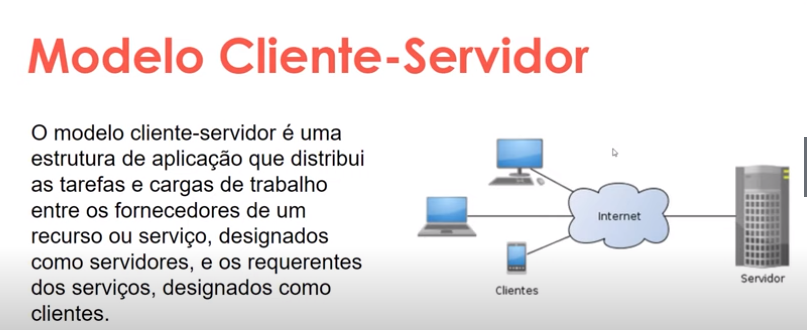 Modelo Cliente-Servidor
O modelo cliente-servidor é uma
estrutura de aplicação que distribui
as tarefas e cargas de trabalho
entre os fornecedores de um
recurso ou serviço, designados
como servidores, e os requerentes
dos serviços, designados como
clientes.
Internet
Clientes
Servidor